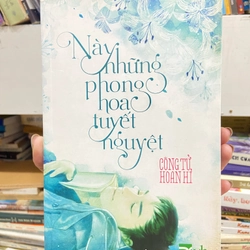 Này
những
phong
hoa
tuyết
nguyệt
CÔNG TỬ
HOAN HỈ